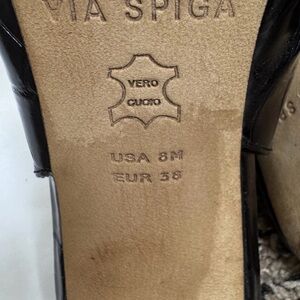 VIA SPIGA
VERO
CUOIO
USA 8M
EUR 38